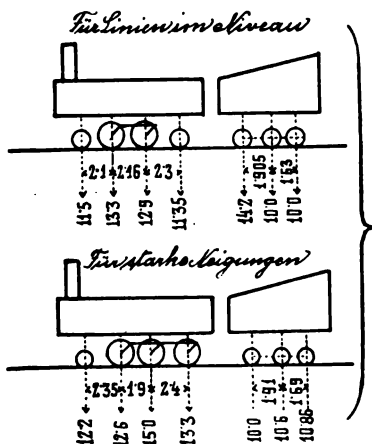 Für Linien im Niveau
2·1 2·16 2·3 1·905 1·63
11·5 13·3 12·9 11·35 14·2 10·0 10·0
Für starke Neigungen
2·35 1·9 2·4 1·91 1·69
12·2 12·6 15·0 13·3 10·0 10·6 10·86